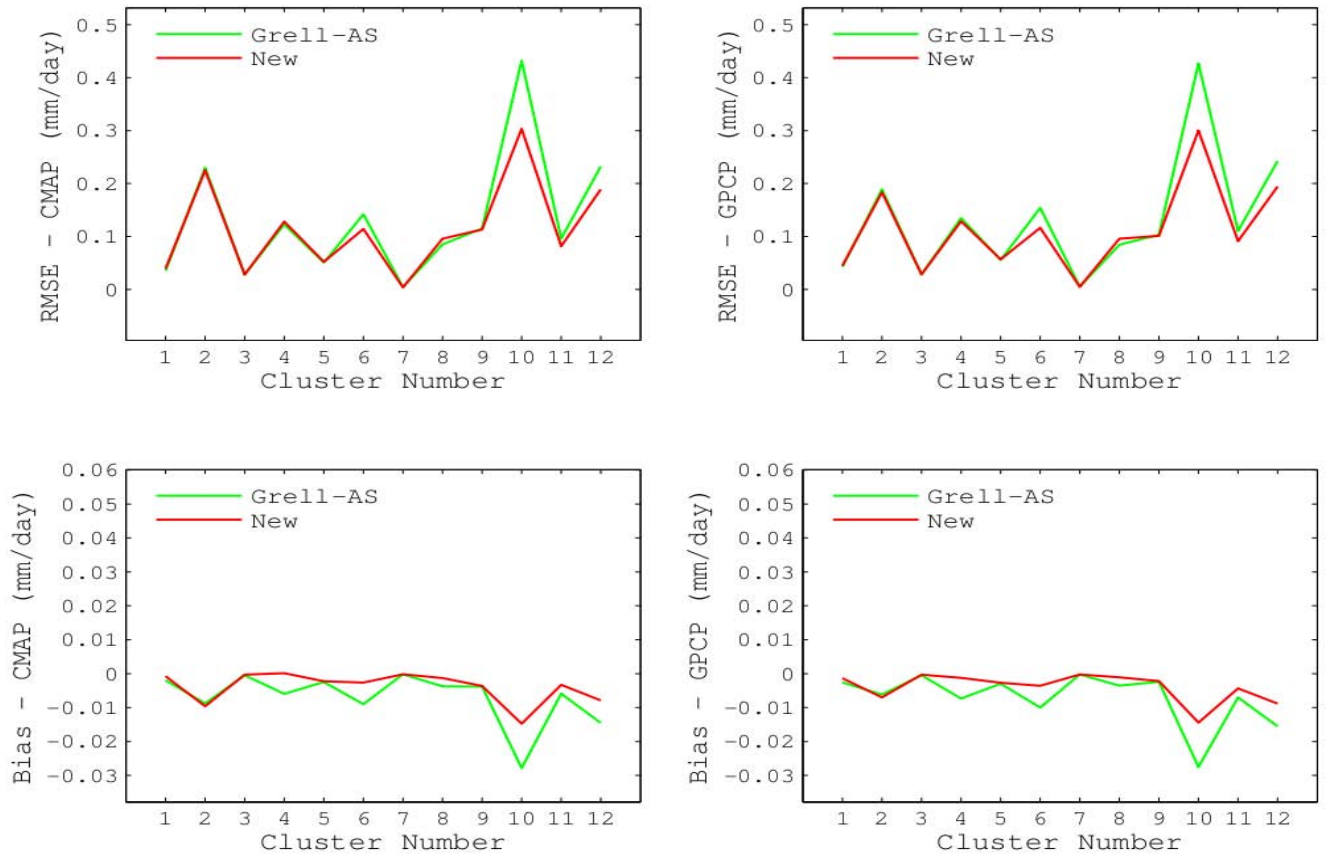 0.5
0.4
0.3
0.2
0.1
0
RMSE - CMAP (mm/day)
Grell-AS
New
1 2 3 4 5 6 7 8 9 10 11 12
Cluster Number
0.5
0.4
0.3
0.2
0.1
0
RMSE - GPCP (mm/day)
Grell-AS
New
1 2 3 4 5 6 7 8 9 10 11 12
Cluster Number
0.06
0.05
0.04
0.03
0.02
0.01
0
-0.01
-0.02
-0.03
Bias - CMAP (mm/day)
Grell-AS
New
1 2 3 4 5 6 7 8 9 10 11 12
Cluster Number
0.06
0.05
0.04
0.03
0.02
0.01
0
-0.01
-0.02
-0.03
Bias - GPCP (mm/day)
Grell-AS
New
1 2 3 4 5 6 7 8 9 10 11 12
Cluster Number